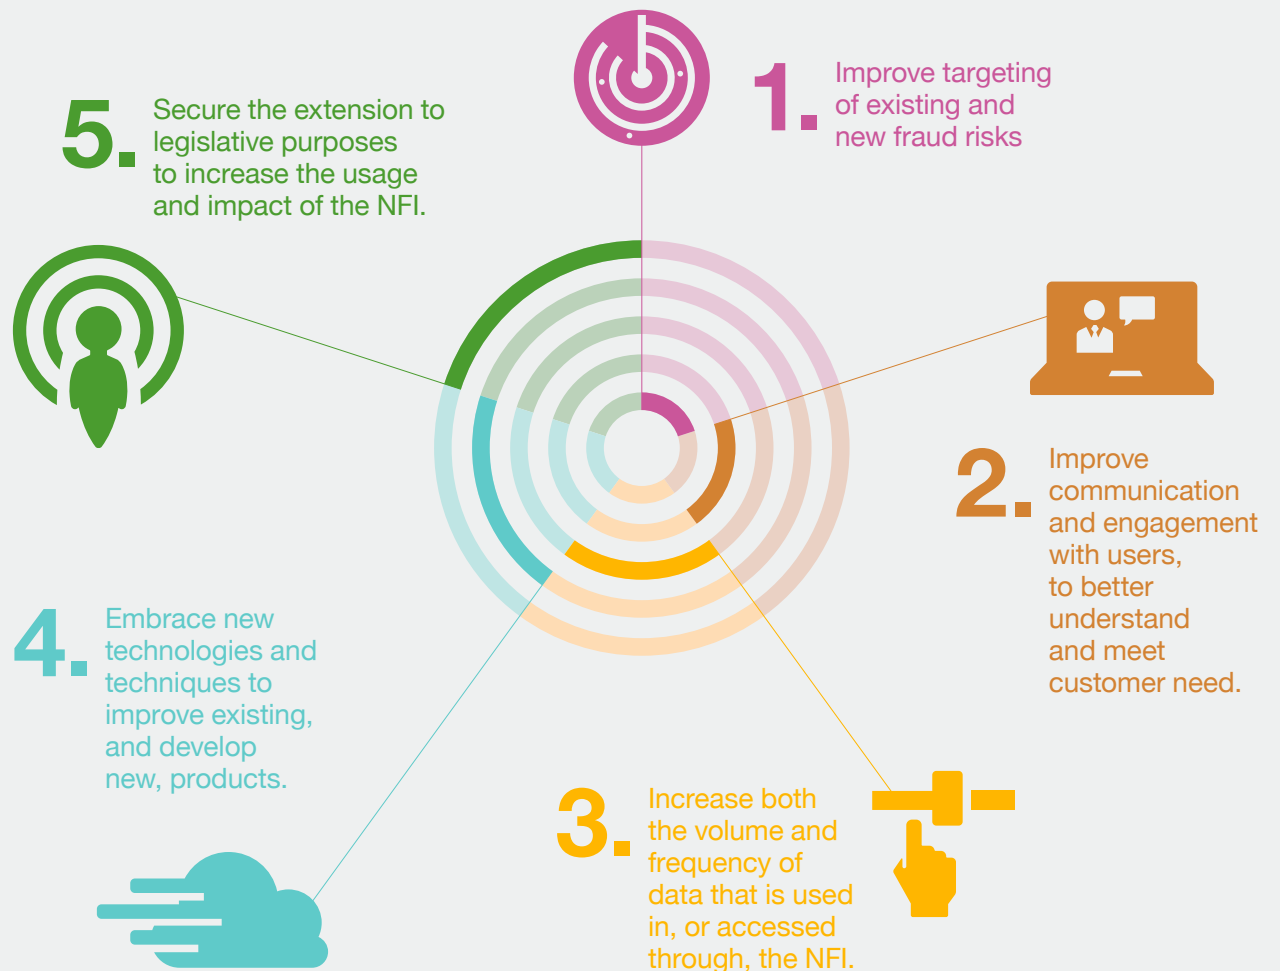 1.
Improve targeting
of existing and
new fraud risks
2.
Improve
communication
and engagement
with users,
to better
understand
and meet
customer need.
3.
Increase both
the volume and
frequency of
data that is used
in, or accessed
through, the NFI.
4.
Embrace new
technologies and
techniques to
improve existing,
and develop
new, products.
5.
Secure the extension to
legislative purposes
to increase the usage
and impact of the NFI.